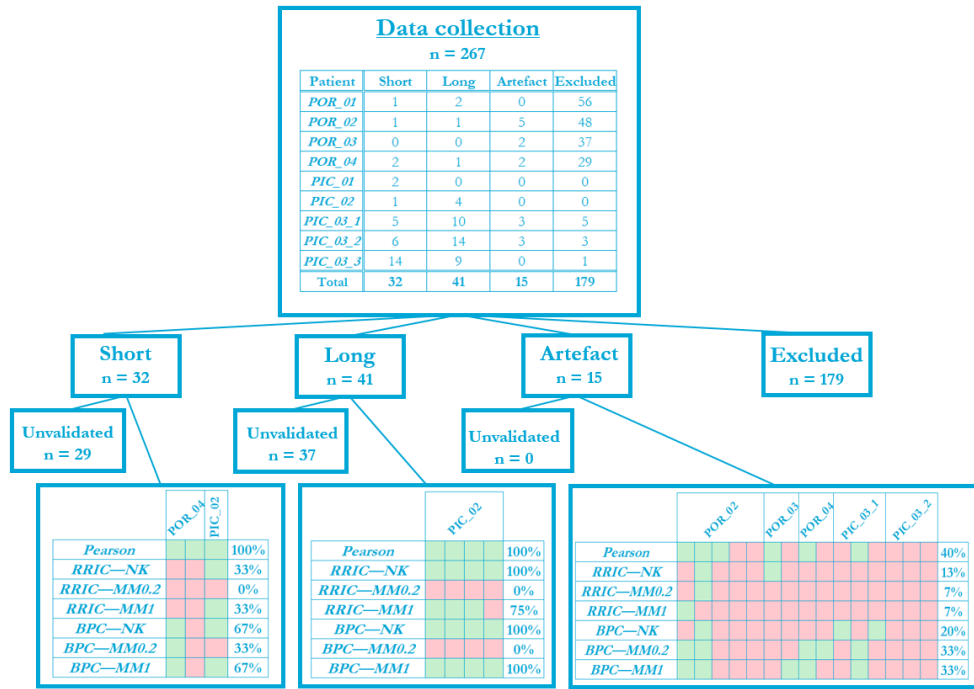 Data collection
n = 267
Patient Short Long Artefact Excluded
POR_01 1 2 0 56
POR_02 1 1 5 48
POR_03 0 0 2 37
POR_04 2 1 2 29
PIC_01 2 0 0 0
PIC_02 1 4 0 0
PIC_03_1 5 10 3 5
PIC_03_2 6 14 3 3
PIC_03_3 14 9 0 1
Total 32 41 15 179
Short
n = 32
Long
n = 41
Artefact
n = 15
Excluded
n = 179
Unvalidated
n = 29
Unvalidated
n = 37
Unvalidated
n = 0
POR_04 PIC_02
Pearson 100%
RRIC—NK 33%
RRIC—MM0.2 0%
RRIC—MM1 33%
BPC—NK 67%
BPC—MM0.2 33%
BPC—MM1 67%
PIC_02
Pearson 100%
RRIC—NK 100%
RRIC—MM0.2 0%
RRIC—MM1 75%
BPC—NK 100%
BPC—MM0.2 0%
BPC—MM1 100%
POR_02 POR_03 POR_04 PIC_03_1 PIC_03_2
Pearson 40%
RRIC—NK 13%
RRIC—MM0.2 7%
RRIC—MM1 7%
BPC—NK 20%
BPC—MM0.2 33%
BPC—MM1 33%